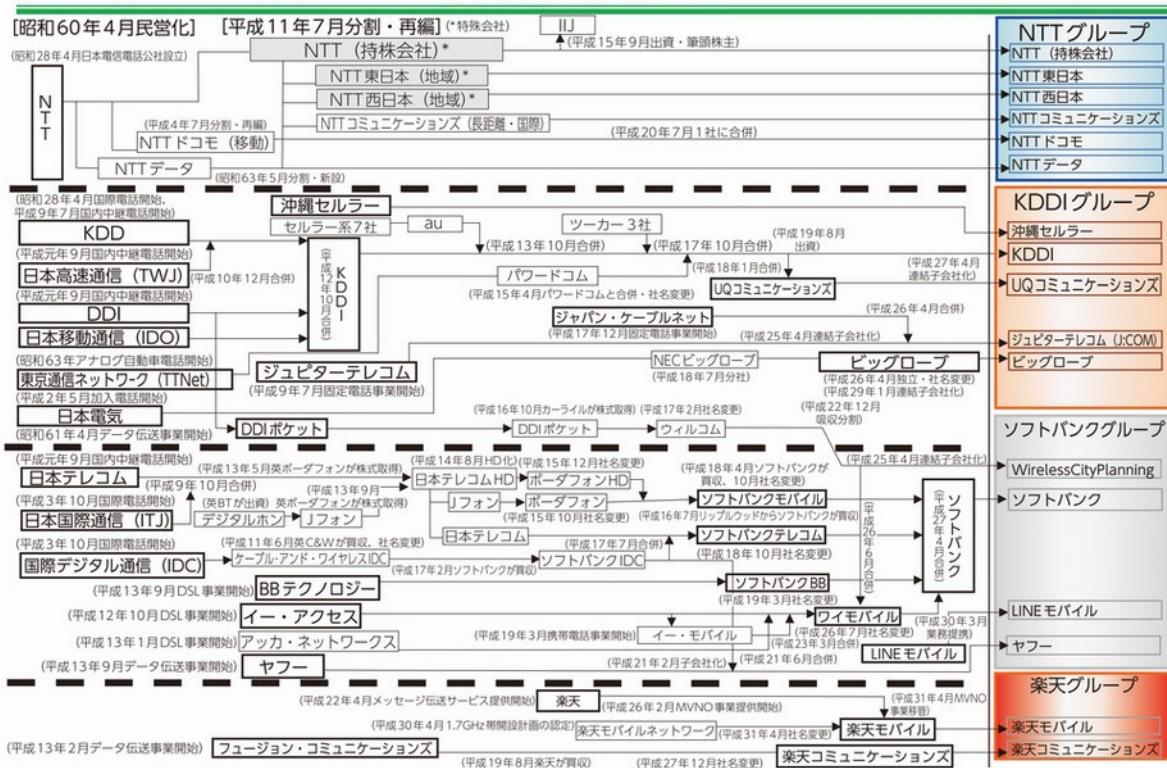 [昭和60年4月民営化] [平成11年7月分割・再編] (*特殊会社) IIJ
(昭和28年4月日本電信電話公社設立)
(平成15年9月出資・筆頭株主)
NTT
NTT（持株会社）*
NTT東日本（地域）*
NTT西日本（地域）*
NTTコミュニケーションズ（長距離・国際）
(平成4年7月分割・再編)
NTTドコモ（移動）
(平成20年7月1社に合併)
NTTデータ
(昭和63年5月分割・新設)
NTTグループ
NTT（持株会社）
NTT東日本
NTT西日本
NTTコミュニケーションズ
NTTドコモ
NTTデータ
(昭和28年4月国際電話開始、
平成9年7月国内中継電話開始)
KDD
(平成元年9月国内中継電話開始)
日本高速通信（TWJ）
(平成10年12月合併)
(平成元年9月国内中継電話開始)
DDI
日本移動通信（IDO）
(昭和63年アナログ自動車電話開始)
東京通信ネットワーク（TTNet）
(平成2年5月加入電話開始)
日本電気
(昭和61年4月データ伝送事業開始)
沖縄セルラー
セルラー系7社
au
ツーカー3社
(平成13年10月合併)
(平成17年10月合併)
(平成19年8月
出資)
KDDI
(平成12年10月合併)
パワードコム
(平成18年1月合併)
(平成15年4月パワードコムと合併・社名変更)
UQコミュニケーションズ
(平成27年4月
連結子会社化)
ジャパン・ケーブルネット
(平成17年12月固定電話事業開始)
(平成26年4月合併)
(平成25年4月連結子会社化)
ジュピターテレコム
(平成9年7月固定電話事業開始)
NECビッグローブ
(平成18年7月分社)
ビッグローブ
(平成26年4月独立・社名変更)
(平成29年1月連結子会社化)
DDIポケット
(平成16年10月カーライルが株式取得)
DDIポケット
(平成17年2月社名変更)
ウィルコム
(平成22年12月
吸収分割)
KDDIグループ
沖縄セルラー
KDDI
UQコミュニケーションズ
ジュピターテレコム（J:COM）
ビッグローブ
(平成元年9月国内中継電話開始)
日本テレコム
(平成9年10月合併)
(平成3年10月国際電話開始)
日本国際通信（ITJ）
(平成3年10月国際電話開始)
国際デジタル通信（IDC）
(平成13年5月英ボーダフォンが株式取得)
(平成13年9月
英ボーダフォンが株式取得)
(英BTが出資)
デジタルホン
Jフォン
(平成14年8月HD化)
日本テレコムHD
(平成15年12月社名変更)
ボーダフォンHD
Jフォン
ボーダフォン
(平成15年10月社名変更)
(平成18年4月ソフトバンクが
買収、10月社名変更)
ソフトバンクモバイル
(平成16年7月リップルウッドからソフトバンクが買収)
日本テレコム
ソフトバンクテレコム
(平成18年10月社名変更)
(平成17年7月合併)
(平成11年6月英C&Wが買収、社名変更)
ケーブル・アンド・ワイヤレスIDC
(平成17年2月ソフトバンクが買収)
ソフトバンクIDC
(平成25年4月連結子会社化)
(平成26年6月合併)
ソフトバンク
(平成27年4月合併)
(平成13年9月DSL事業開始)
BBテクノロジー
ソフトバンクBB
(平成19年3月社名変更)
(平成12年10月DSL事業開始)
イー・アクセス
ワイモバイル
(平成26年7月社名変更)
(平成13年1月DSL事業開始)
アッカ・ネットワークス
(平成19年3月携帯電話事業開始)
イー・モバイル
(平成23年3月合併)
(平成21年6月合併)
(平成21年2月子会社化)
(平成30年3月
業務提携)
LINEモバイル
(平成13年9月データ伝送事業開始)
ヤフー
ソフトバンクグループ
WirelessCityPlanning
ソフトバンク
LINEモバイル
ヤフー
(平成22年4月メッセージ伝送サービス提供開始)
楽天
(平成26年2月MVNO事業提供開始)
(平成31年4月MVNO
事業移管)
(平成30年4月1.7GHz帯開設計画の認定)
楽天モバイルネットワーク
(平成31年4月社名変更)
楽天モバイル
(平成13年2月データ伝送事業開始)
フュージョン・コミュニケーションズ
(平成19年8月楽天が買収)
(平成27年12月社名変更)
楽天コミュニケーションズ
楽天グループ
楽天モバイル
楽天コミュニケーションズ